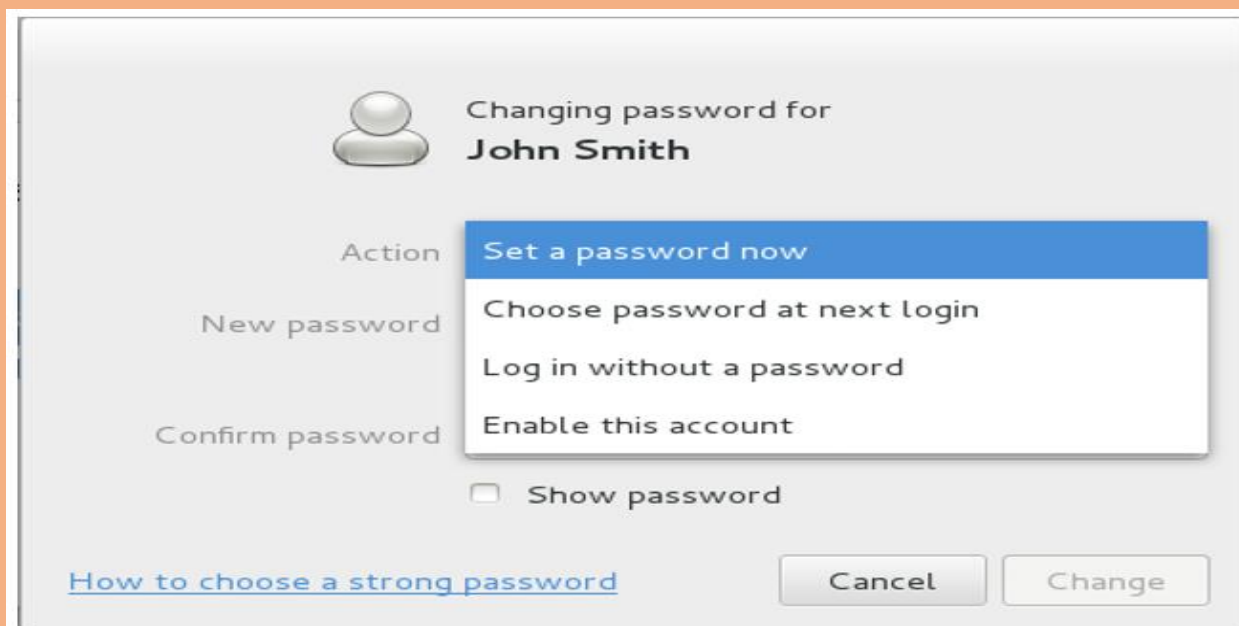 Changing password for
John Smith
Action
Set a password now
Choose password at next login
New password
Log in without a password
Enable this account
Confirm password
Show password
How to choose a strong password
Cancel
Change